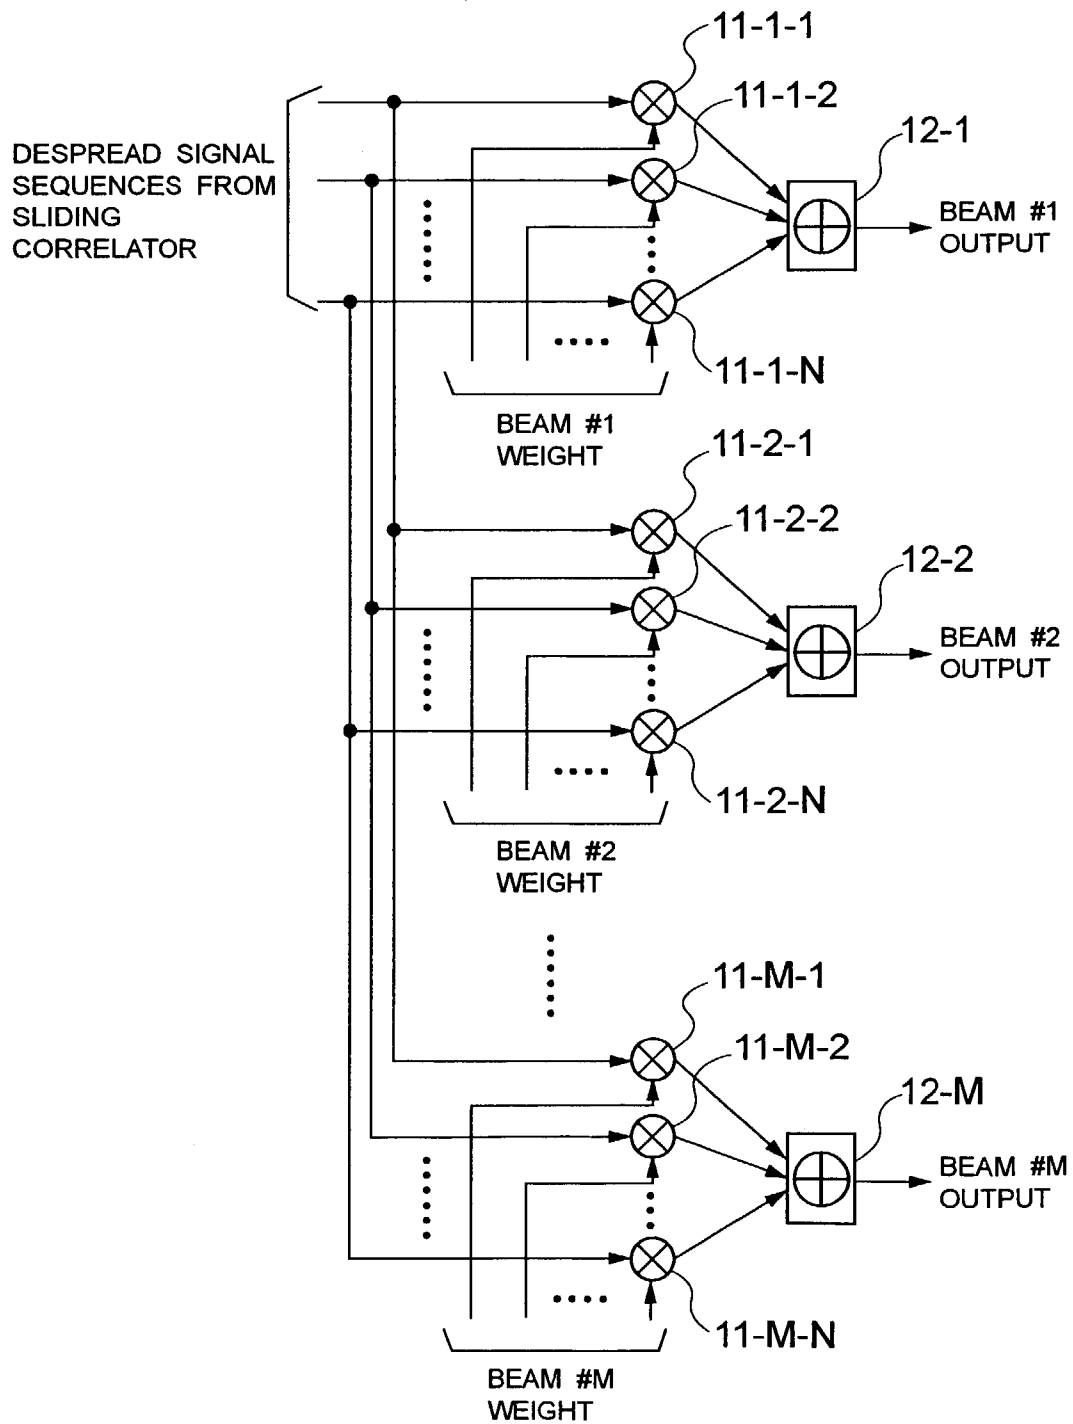 11-1-1
11-1-2
12-1
DESPREAD SIGNAL
SEQUENCES FROM
SLIDING
CORRELATOR
BEAM #1
OUTPUT
11-1-N
BEAM #1
WEIGHT
11-2-1
11-2-2
12-2
BEAM #2
OUTPUT
11-2-N
BEAM #2
WEIGHT
11-M-1
11-M-2
12-M
BEAM #M
OUTPUT
11-M-N
BEAM #M
WEIGHT